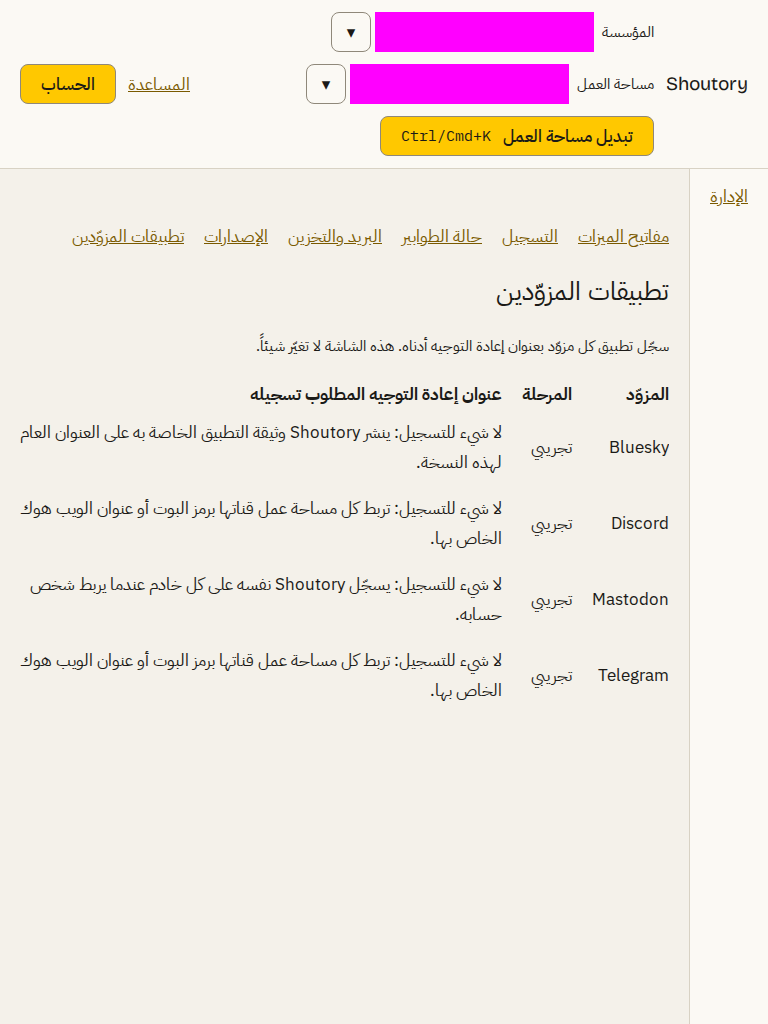 المؤسسة
▼
Shoutory
مساحة العمل
▼
المساعدة
الحساب
تبديل مساحة العمل Ctrl/Cmd+K
الإدارة
مفاتيح الميزات التسجيل حالة الطوابير البريد والتخزين الإصدارات تطبيقات المزوّدين
تطبيقات المزوّدين
سجّل تطبيق كل مزوّد بعنوان إعادة التوجيه أدناه. هذه الشاشة لا تغيّر شيئاً.
المزوّد المرحلة عنوان إعادة التوجيه المطلوب تسجيله
Bluesky تجريبي لا شيء للتسجيل: ينشر Shoutory وثيقة التطبيق الخاصة به على العنوان العام
لهذه النسخة.
Discord تجريبي لا شيء للتسجيل: تربط كل مساحة عمل قناتها برمز البوت أو عنوان الويب هوك
الخاص بها.
Mastodon تجريبي لا شيء للتسجيل: يسجّل Shoutory نفسه على كل خادم عندما يربط شخص
حسابه.
Telegram تجريبي لا شيء للتسجيل: تربط كل مساحة عمل قناتها برمز البوت أو عنوان الويب هوك
الخاص بها.